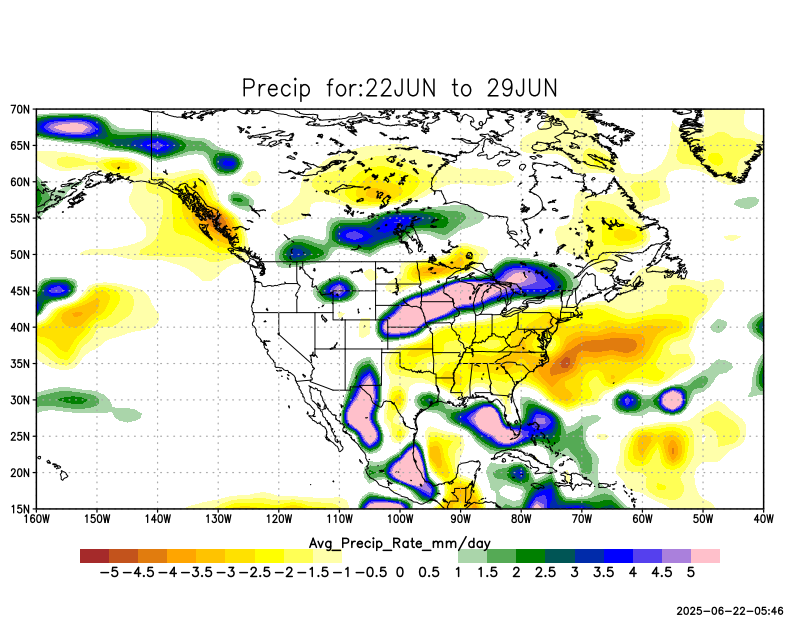 Precip for:22JUN to 29JUN
70N
65N
60N
55N
50N
45N
40N
35N
30N
25N
20N
15N
160W 150W 140W 130W 120W 110W 100W 90W 80W 70W 60W 50W 40W
Avg_Precip_Rate_mm/day
-5 -4.5 -4 -3.5 -3 -2.5 -2 -1.5 -1 -0.5 0 0.5 1 1.5 2 2.5 3 3.5 4 4.5 5
2025-06-22-05:46